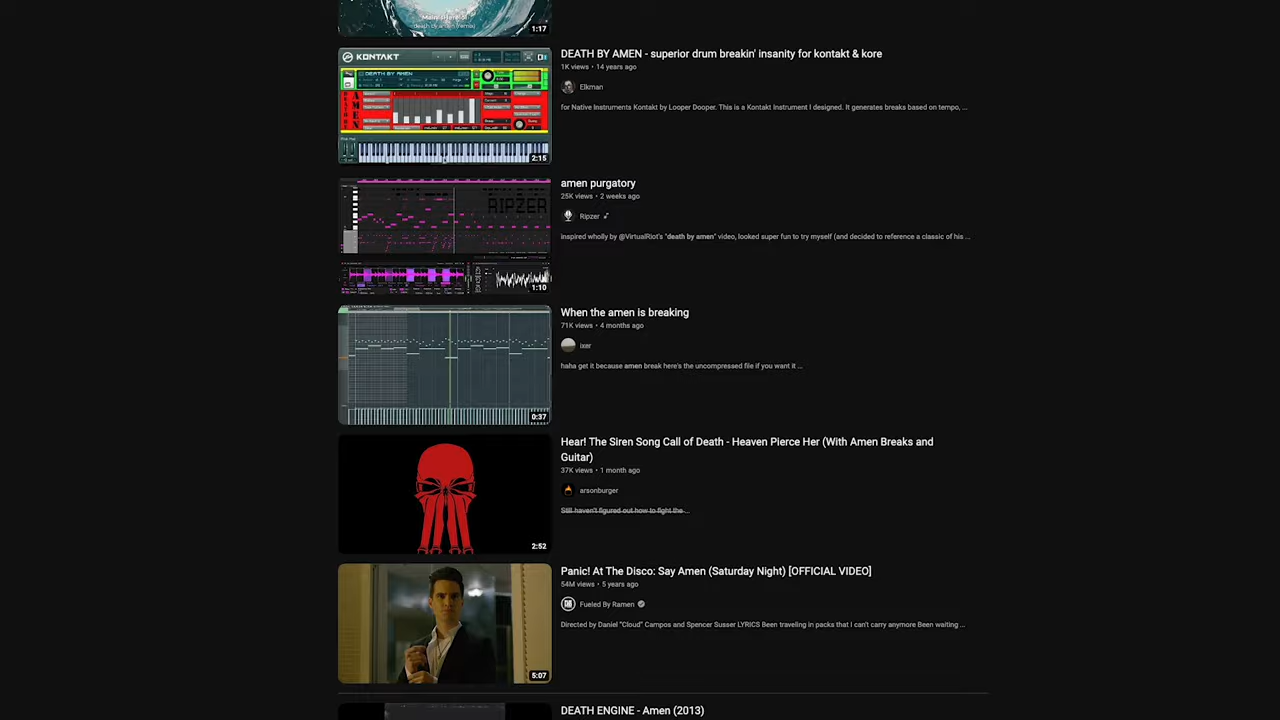 death by amen (remix)
1:17
KONTAKT
DEATH BY AMEN
2:15
DEATH BY AMEN - superior drum breakin' insanity for kontakt & kore
1K views • 14 years ago
Elkman
for Native Instruments Kontakt by Looper Dooper. This is a Kontakt Instrument I designed. It generates breaks based on tempo, ...
RIPZER
1:10
amen purgatory
25K views • 2 weeks ago
Ripzer
inspired wholly by @VirtualRiot's "death by amen" video, looked super fun to try myself (and decided to reference a classic of his ...
0:37
When the amen is breaking
71K views • 4 months ago
ixer
haha get it because amen break here's the uncompressed file if you want it ...
2:52
Hear! The Siren Song Call of Death - Heaven Pierce Her (With Amen Breaks and
Guitar)
37K views • 1 month ago
arsonburger
Still haven't figured out how to fight the ...
5:07
Panic! At The Disco: Say Amen (Saturday Night) [OFFICIAL VIDEO]
54M views • 5 years ago
Fueled By Ramen
Directed by Daniel "Cloud" Campos and Spencer Susser LYRICS Been traveling in packs that I can't carry anymore Been waiting ...
DEATH ENGINE - Amen (2013)